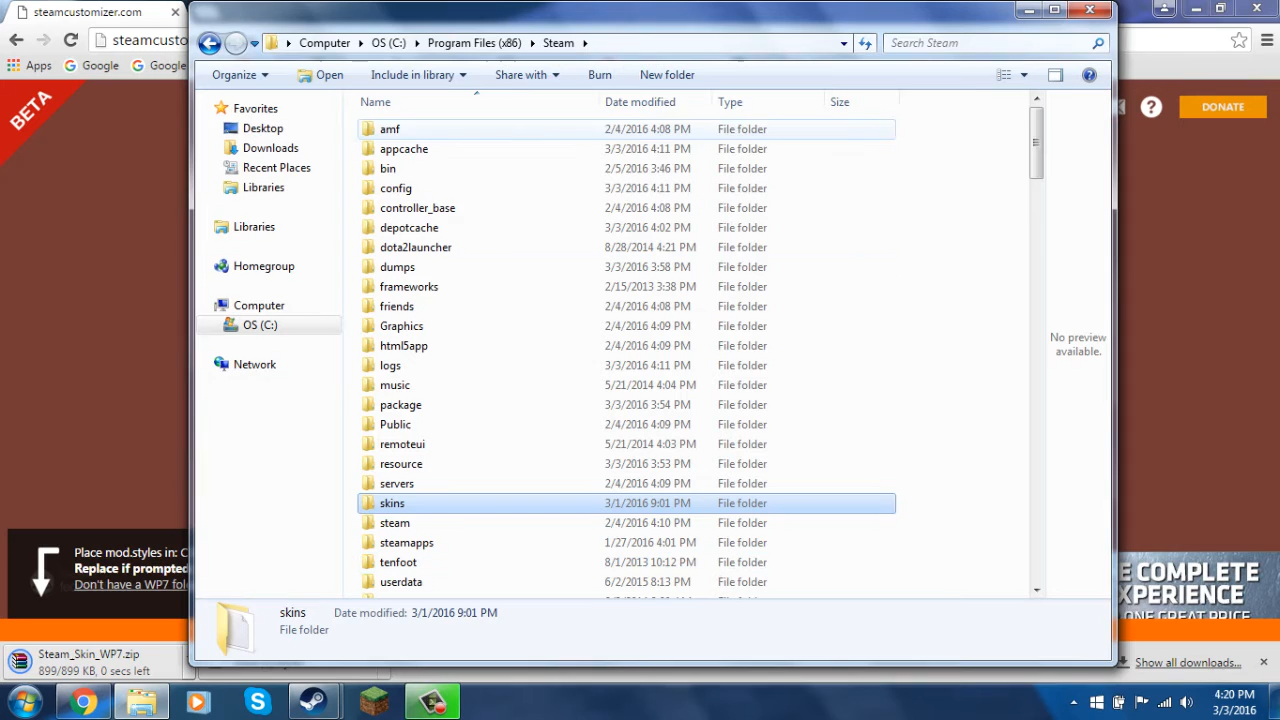 steamcustomizer.com
steamcusto
Apps Google Google
BETA
? DONATE
Computer OS (C:) Program Files (x86) Steam
Search Steam
Organize Open Include in library Share with Burn New folder
Name Date modified Type Size
Favorites
Desktop
Downloads
Recent Places
Libraries
Libraries
Homegroup
Computer
OS (C:)
Network
amf 2/4/2016 4:08 PM File folder
appcache 3/3/2016 4:11 PM File folder
bin 2/5/2016 3:46 PM File folder
config 3/3/2016 4:11 PM File folder
controller_base 2/4/2016 4:08 PM File folder
depotcache 3/3/2016 4:02 PM File folder
dota2launcher 8/28/2014 4:21 PM File folder
dumps 3/3/2016 3:58 PM File folder
frameworks 2/15/2013 3:38 PM File folder
friends 2/4/2016 4:08 PM File folder
Graphics 2/4/2016 4:09 PM File folder
html5app 2/4/2016 4:09 PM File folder
logs 3/3/2016 4:11 PM File folder
music 5/21/2014 4:04 PM File folder
package 3/3/2016 3:54 PM File folder
Public 2/4/2016 4:09 PM File folder
remoteui 5/21/2014 4:03 PM File folder
resource 3/3/2016 3:53 PM File folder
servers 2/4/2016 4:09 PM File folder
skins 3/1/2016 9:01 PM File folder
steam 2/4/2016 4:10 PM File folder
steamapps 1/27/2016 4:01 PM File folder
tenfoot 8/1/2013 10:12 PM File folder
userdata 6/2/2015 8:13 PM File folder
No preview
available.
skins Date modified: 3/1/2016 9:01 PM
File folder
Place mod.styles in: C
Replace if prompted
Don't have a WP7 fol
E COMPLETE
XPERIENCE
ONE GREAT PRICE
Steam_Skin_WP7.zip
899/899 KB, 0 secs left
Show all downloads...
4:20 PM
3/3/2016